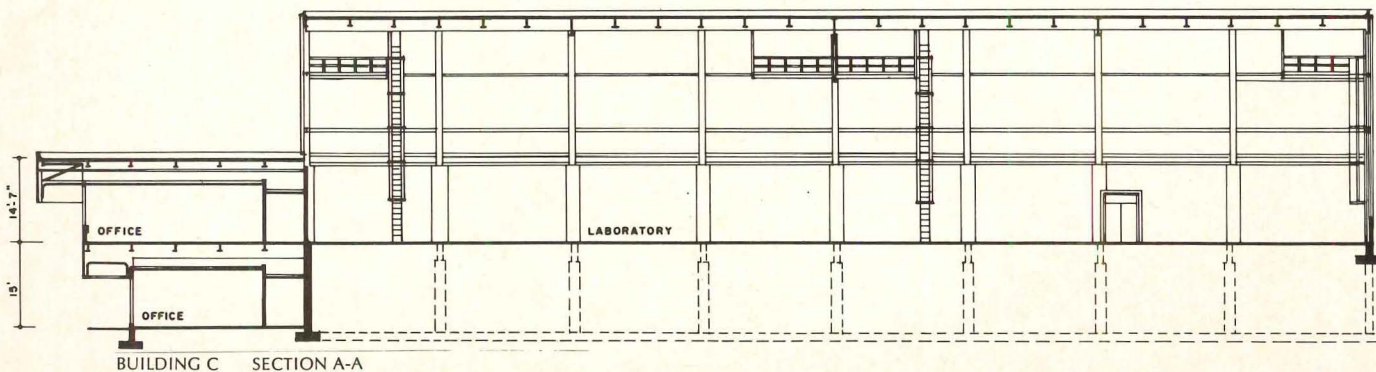 14'-7"
OFFICE
LABORATORY
15'
OFFICE
BUILDING C SECTION A-A